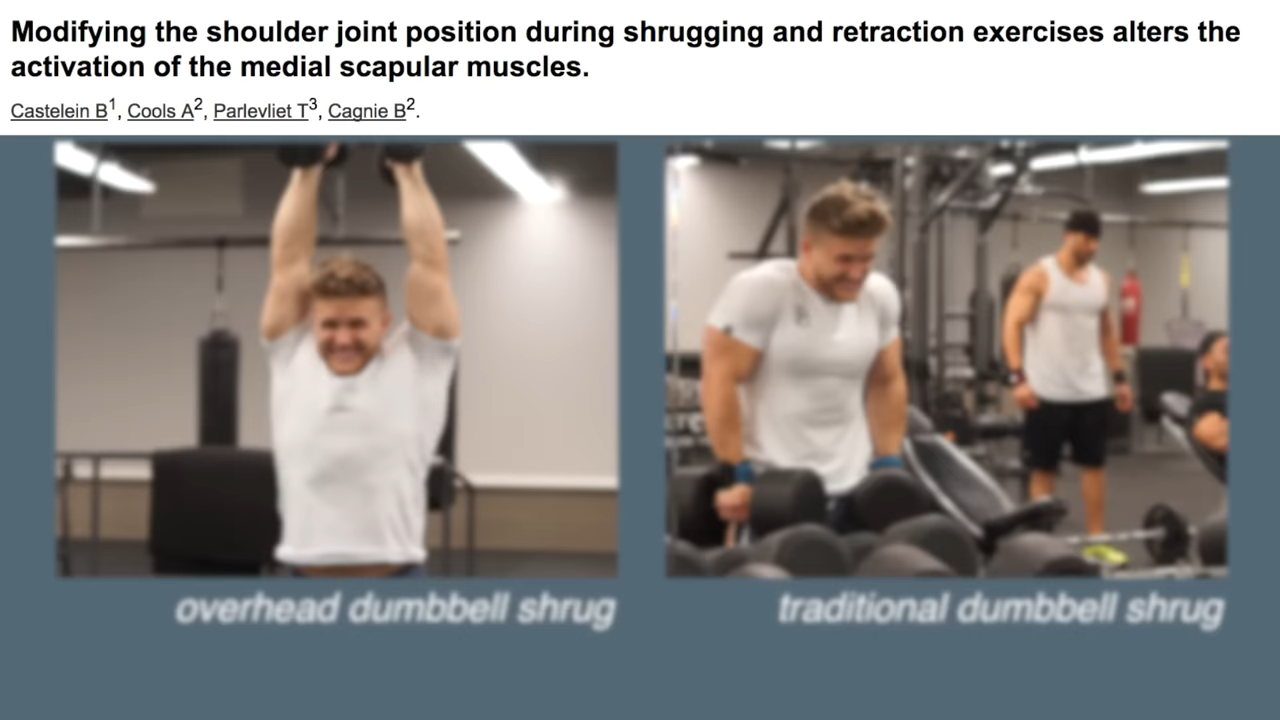 Modifying the shoulder joint position during shrugging and retraction exercises alters the
activation of the medial scapular muscles.
Castelein B1, Cools A2, Parlevliet T3, Cagnie B2.
overhead dumbbell shrug
traditional dumbbell shrug